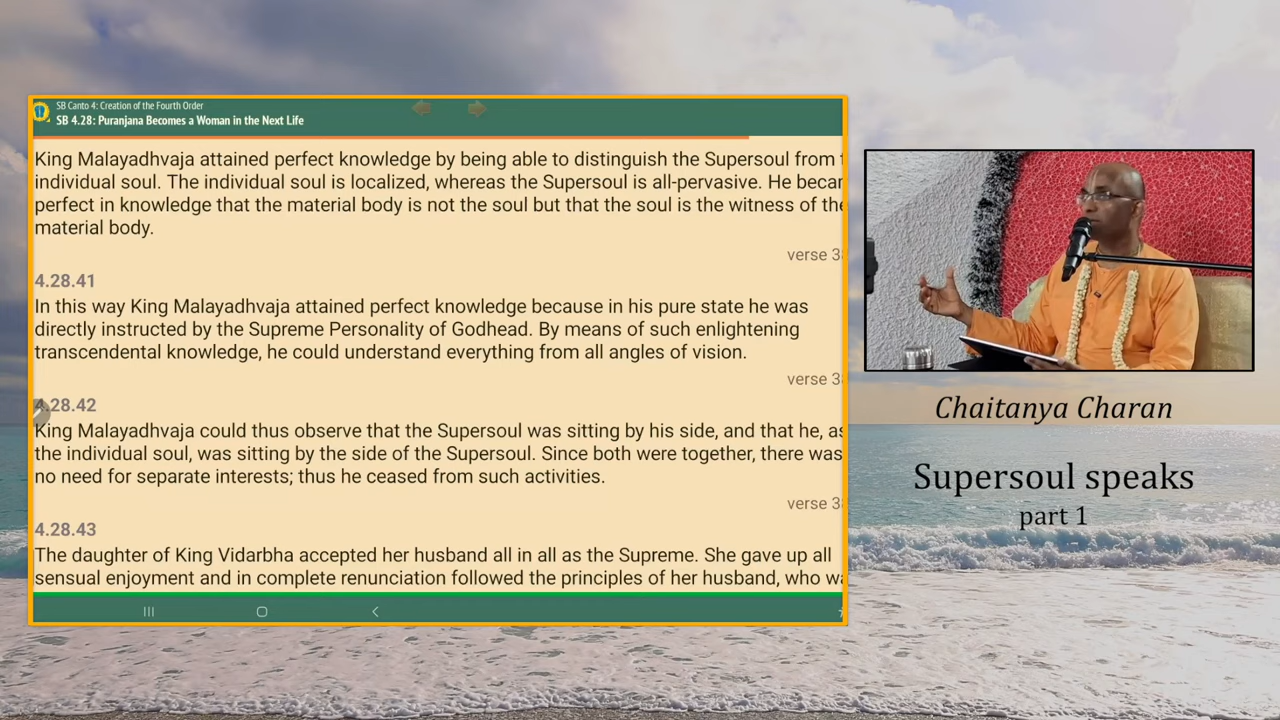 SB Canto 4: Creation of the Fourth Order
SB 4.28: Puranjana Becomes a Woman in the Next Life
King Malayadhvaja attained perfect knowledge by being able to distinguish the Supersoul from
individual soul. The individual soul is localized, whereas the Supersoul is all-pervasive. He
perfect in knowledge that the material body is not the soul but that the soul is the witness of the
material body.
verse
4.28.41
In this way King Malayadhvaja attained perfect knowledge because in his pure state he was
directly instructed by the Supreme Personality of Godhead. By means of such enlightening
transcendental knowledge, he could understand everything from all angles of vision.
verse
4.28.42
King Malayadhvaja could thus observe that the Supersoul was sitting by his side, and that he, as
the individual soul, was sitting by the side of the Supersoul. Since both were together, there was
no need for separate interests; thus he ceased from such activities.
verse
4.28.43
The daughter of King Vidarbha accepted her husband all in all as the Supreme. She gave up all
sensual enjoyment and in complete renunciation followed the principles of her husband, who
Chaitanya Charan
Supersoul speaks
part 1